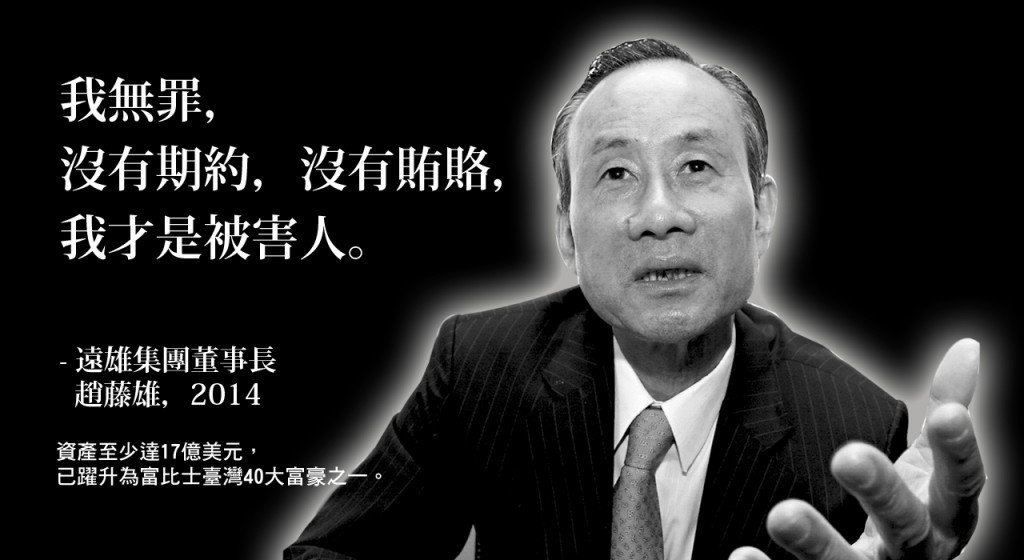 我無罪，
沒有期約，沒有賄賂，
我才是被害人。
- 遠雄集團董事長
趙藤雄，2014
資產至少達17億美元，
已躍升為富比士臺灣40大富豪之一。